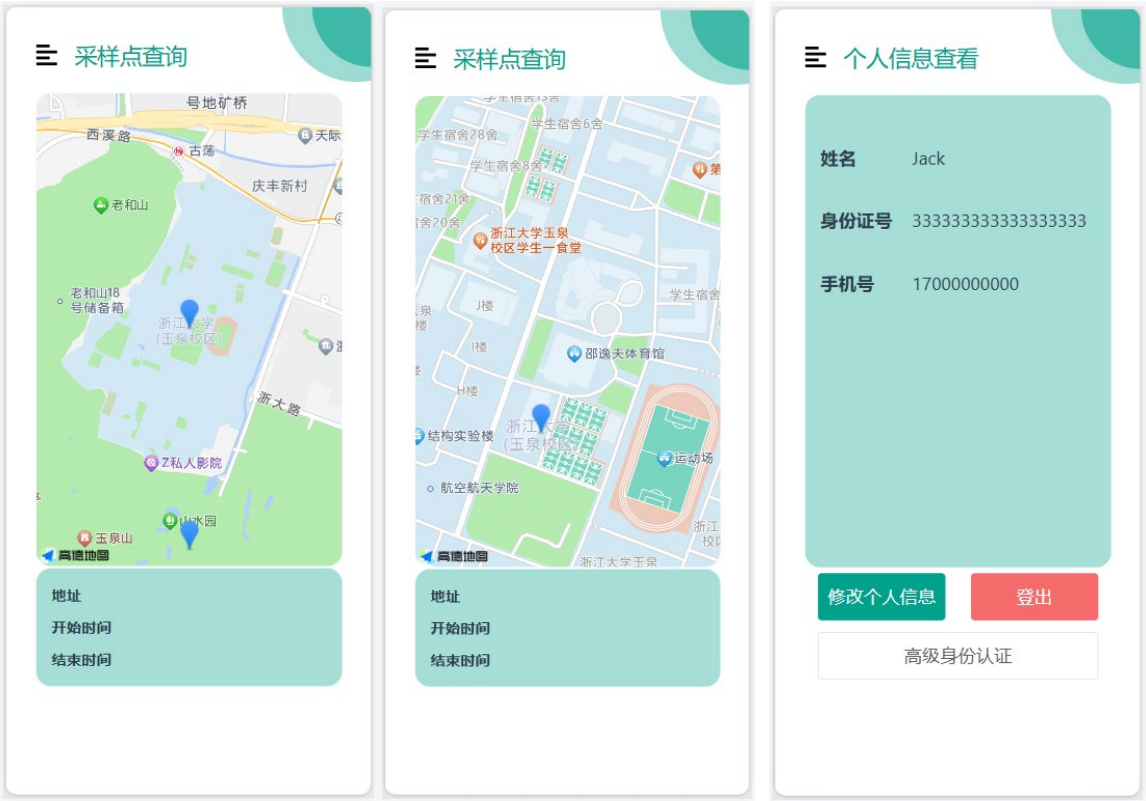 采样点查询
号地矿桥
西溪路
天际
古荡
庆丰新村
老和山
老和山18
号储备箱
浙江大学
(玉泉校区)
浙大路
Z私人影院
山水园
玉泉山
高德地图
地址
开始时间
结束时间
采样点查询
学生宿舍6舍
学生宿舍28舍
学生宿舍8舍
第
宿舍21舍
舍20舍
浙江大学玉泉
校区学生一食堂
学生宿舍
J楼
泉
楼
I楼
邵逸夫体育馆
H楼
浙江大学
(玉泉校区)
结构实验楼
运动场
航空航天学院
浙江
校区
高德地图
浙江大学玉泉
地址
开始时间
结束时间
个人信息查看
姓名 Jack
身份证号 333333333333333333
手机号 17000000000
修改个人信息
登出
高级身份认证